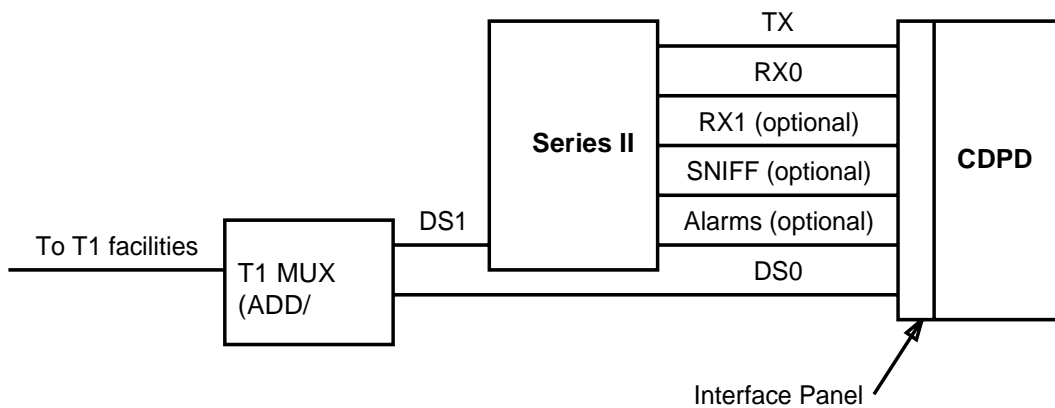 TX
RX0
RX1 (optional)
Series II
CDPD
SNIFF (optional)
Alarms (optional)
DS1
To T1 facilities
T1 MUX
(ADD/
DS0
Interface Panel